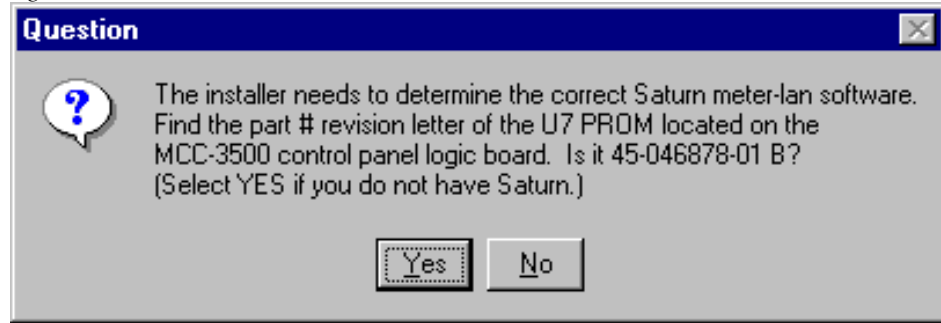 Question
The installer needs to determine the correct Saturn meter-lan software.
Find the part # revision letter of the U7 PROM located on the
MCC-3500 control panel logic board.  Is it 45-046878-01 B?
(Select YES if you do not have Saturn.)
Yes No